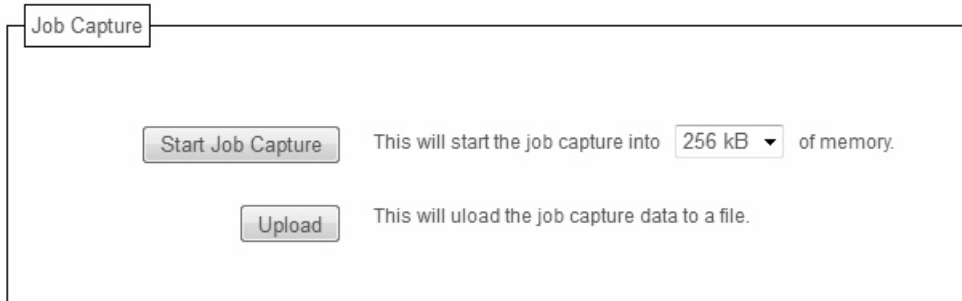 Job Capture
Start Job Capture This will start the job capture into 256 kB of memory.
Upload This will uload the job capture data to a file.